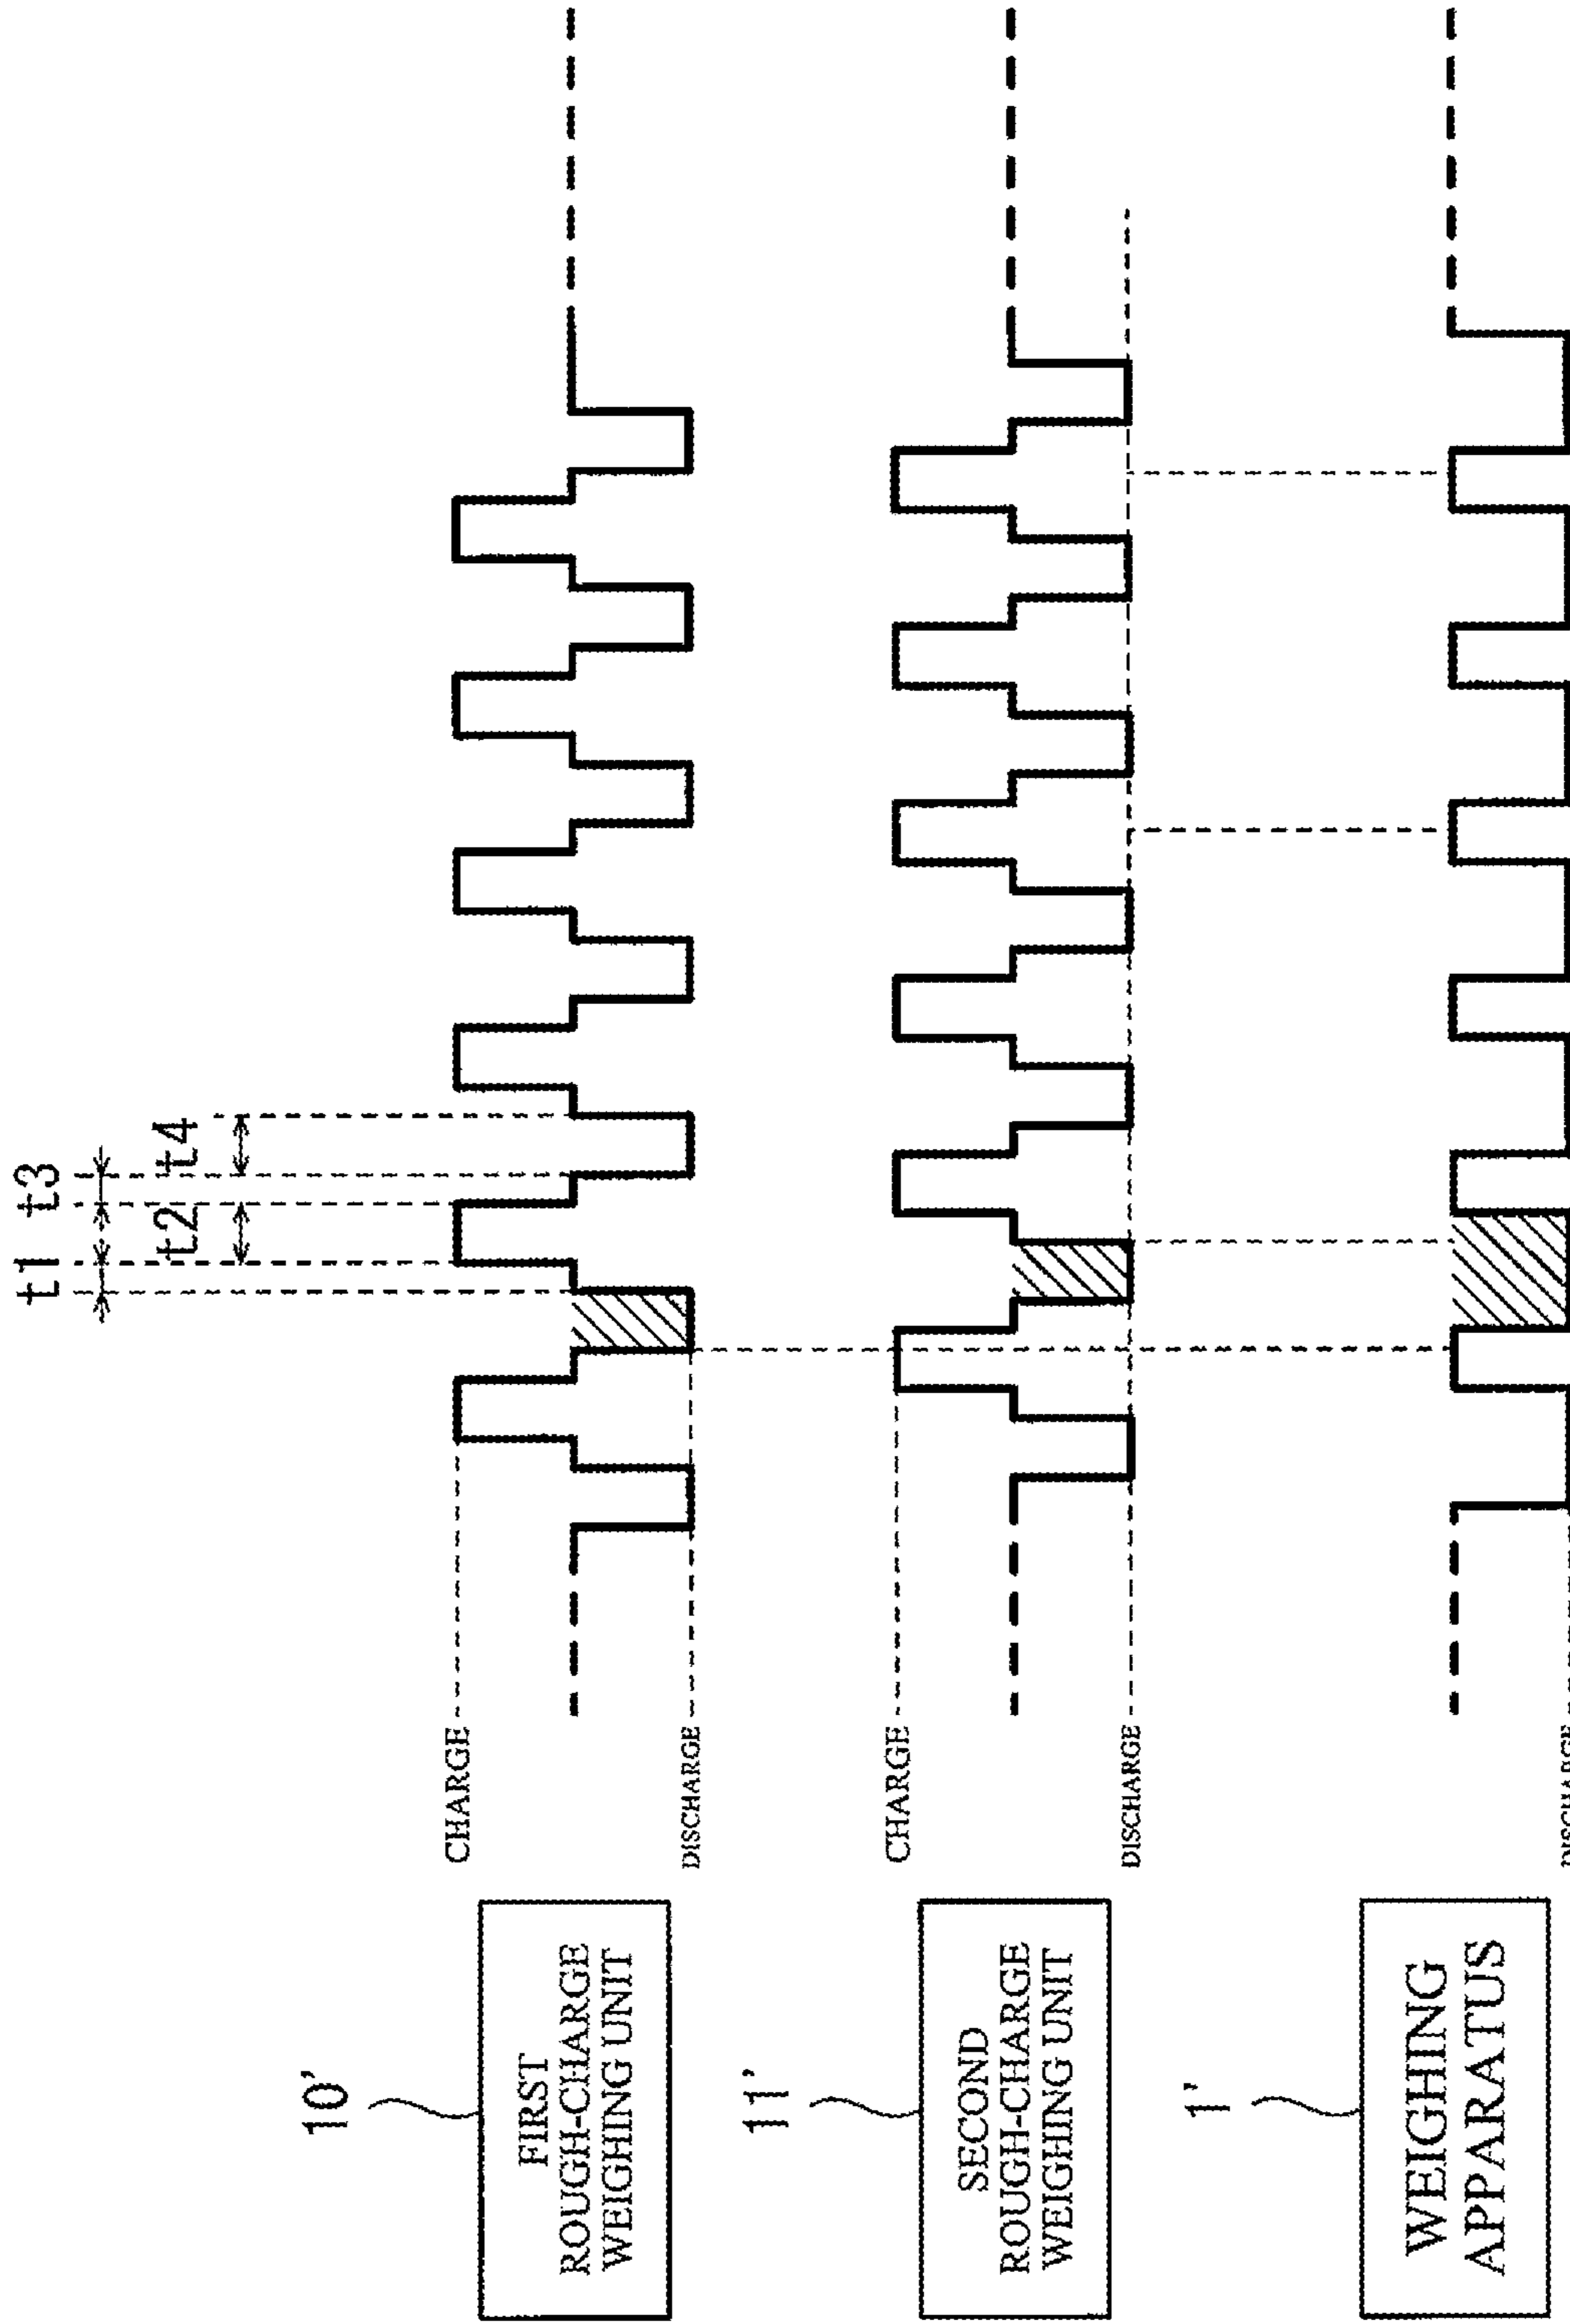 t1
t3
t2
t4
10'
FIRST
ROUGH-CHARGE
WEIGHING UNIT
CHARGE
DISCHARGE
11'
SECOND
ROUGH-CHARGE
WEIGHING UNIT
CHARGE
DISCHARGE
1'
WEIGHING
APPARATUS
DISCHARGE